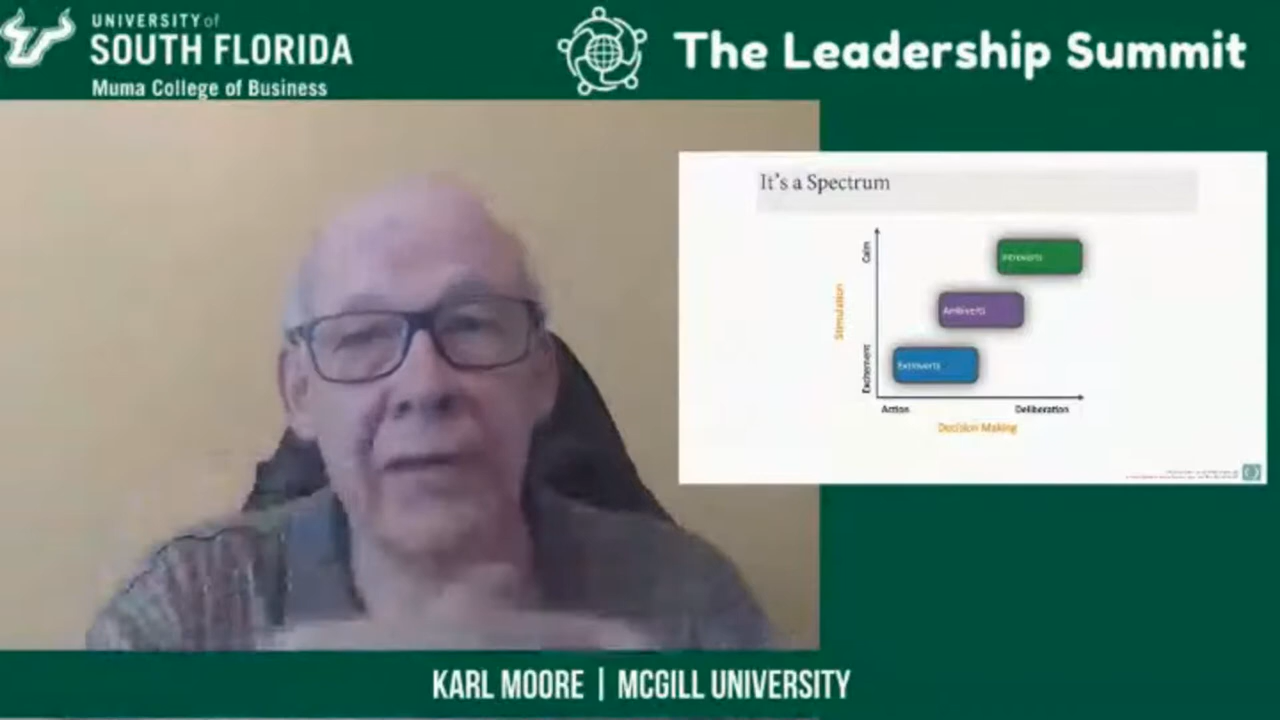 UNIVERSITY of
SOUTH FLORIDA
Muma College of Business
The Leadership Summit
It's a Spectrum
Calm
Stimulation
Excitement
Introverts
Ambiverts
Extroverts
Action
Deliberation
Decision Making
KARL MOORE | MCGILL UNIVERSITY